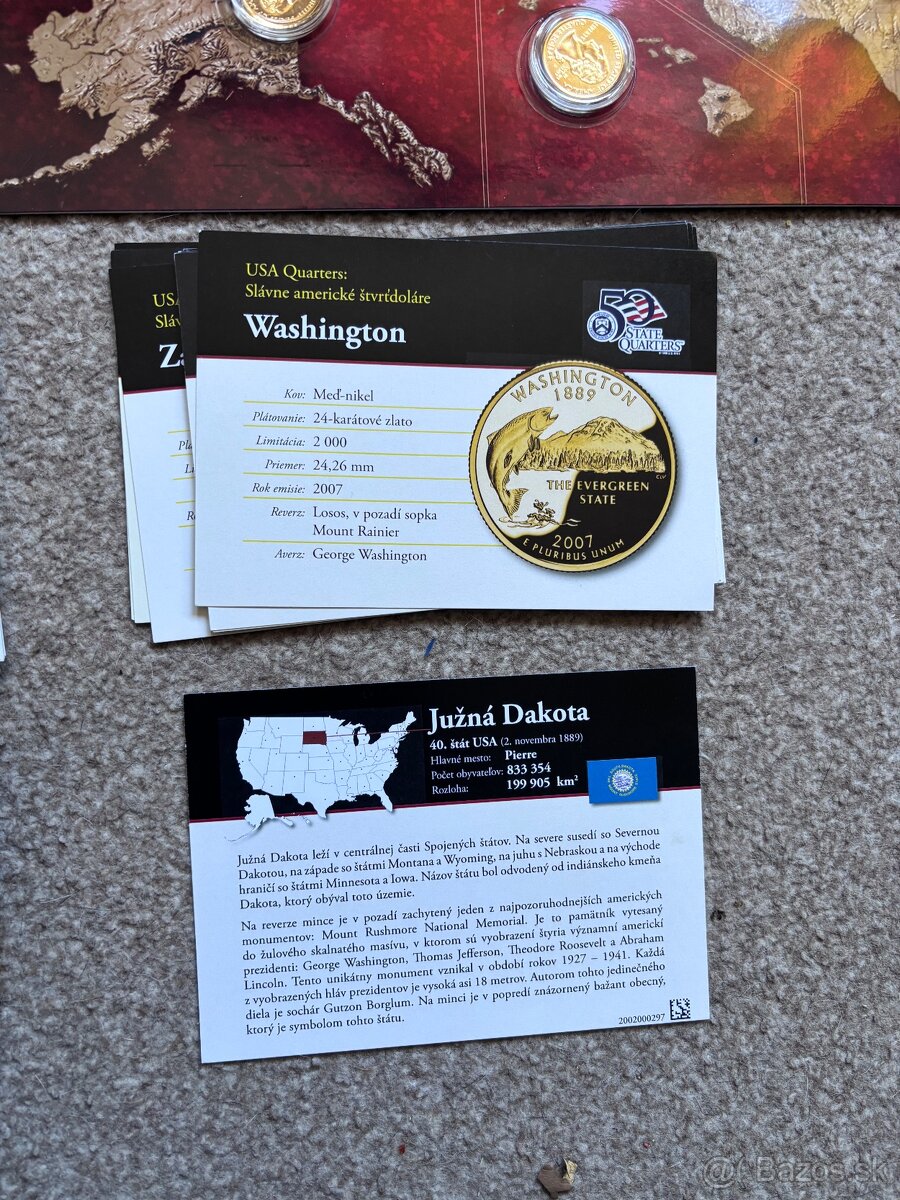 USA Quarters:
Slávne americké štvrťdoláre
Washington
50
STATE
QUARTERS
Kov: Meď-nikel
Plátovanie: 24-karátové zlato
Limitácia: 2 000
Priemer: 24,26 mm
Rok emisie: 2007
Reverz: Losos, v pozadí sopka
Mount Rainier
Averz: George Washington
WASHINGTON
1889
THE EVERGREEN
STATE
2007
E PLURIBUS UNUM
USA
Sláv
Za
Južná Dakota
40. štát USA (2. novembra 1889)
Hlavné mesto: Pierre
Počet obyvateľov: 833 354
Rozloha: 199 905 km²
Južná Dakota leží v centrálnej časti Spojených štátov. Na severe susedí so Severnou
Dakotou, na západe so štátmi Montana a Wyoming, na juhu s Nebraskou a na východe
hraničí so štátmi Minnesota a Iowa. Názov štátu bol odvodený od indiánskeho kmeňa
Dakota, ktorý obýval toto územie.
Na reverze mince je v pozadí zachytený jeden z najpozoruhodnejších amerických
monumentov: Mount Rushmore National Memorial. Je to pamätník vytesaný
do žulového skalnatého masívu, v ktorom sú vyobrazení štyria významní americkí
prezidenti: George Washington, Thomas Jefferson, Theodore Roosevelt a Abraham
Lincoln. Tento unikátny monument vznikal v období rokov 1927 – 1941. Každá
z vyobrazených hláv prezidentov je vysoká asi 18 metrov. Autorom tohto jedinečného
diela je sochár Gutzon Borglum. Na minci je v popredí znázornený bažant obecný,
ktorý je symbolom tohto štátu.
2002000297
@ Bazos.sk